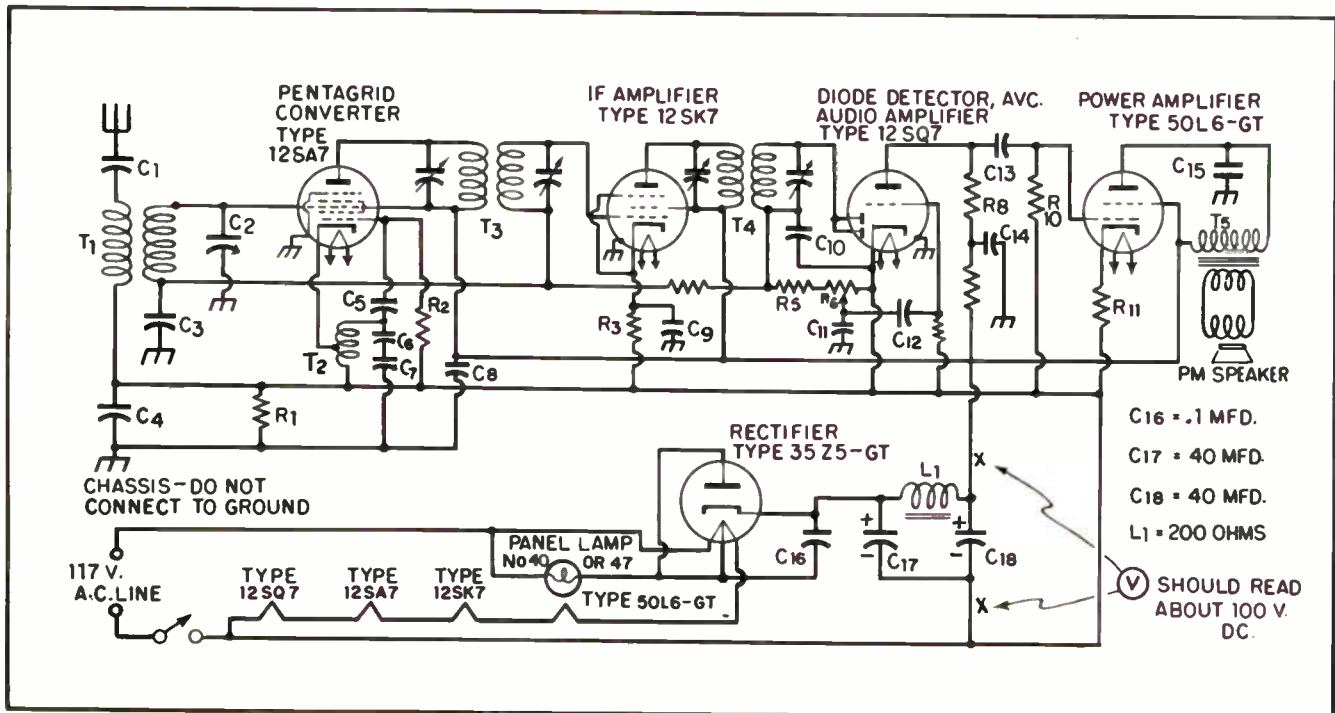 PENTAGRID
CONVERTER
TYPE
12SA7
IF AMPLIFIER
TYPE 12SK7
DIODE DETECTOR, AVC.
AUDIO AMPLIFIER
TYPE 12SQ7
POWER AMPLIFIER
TYPE 50L6-GT
C1
C2
T1
C3
C4
R1
T2
C5
C6
C7
R2
C8
T3
R3
C9
T4
C10
R5
R6
C11
C12
C13
R8
C14
R10
R11
C15
T5
PM SPEAKER
CHASSIS-DO NOT
CONNECT TO GROUND
RECTIFIER
TYPE 35Z5-GT
L1
X
C16 = .1 MFD.
C17 = 40 MFD.
C18 = 40 MFD.
L1 = 200 OHMS
117 V.
A.C. LINE
PANEL LAMP
No 40 OR 47
TYPE
12SQ7
TYPE
12SA7
TYPE
12SK7
TYPE 50L6-GT
C16
+
-
C17
+
-
C18
X
V
SHOULD READ
ABOUT 100 V.
DC.